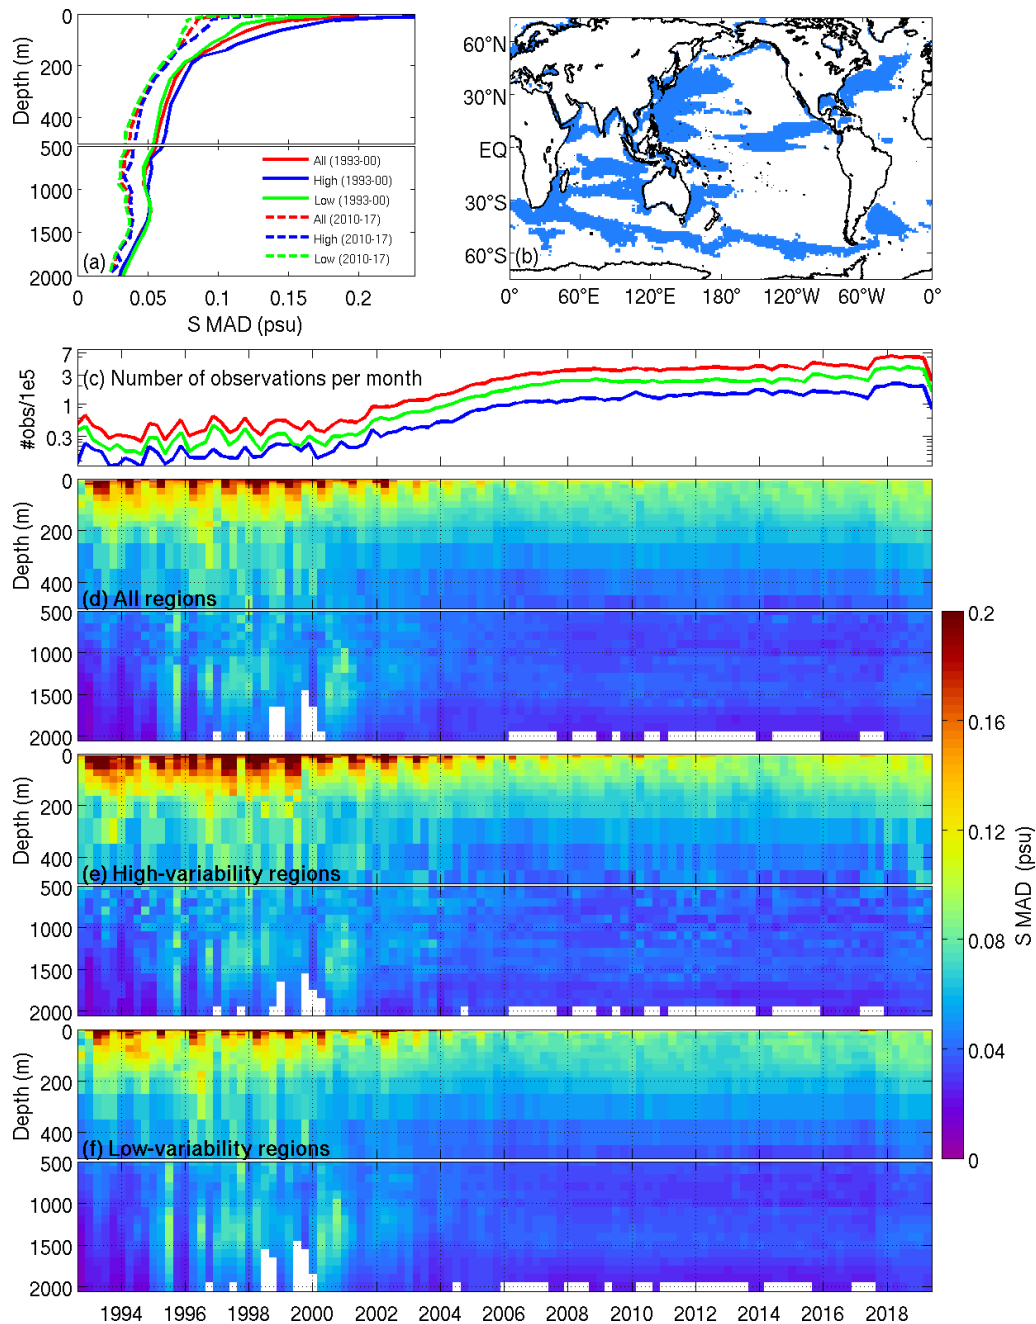 0
200
400
500
1000
1500
2000
Depth (m)
All (1993-00)
High (1993-00)
Low (1993-00)
All (2010-17)
High (2010-17)
Low (2010-17)
(a)
0 0.05 0.1 0.15 0.2
S MAD (psu)
60°N
30°N
EQ
30°S
60°S
(b)
0° 60°E 120°E 180° 120°W 60°W 0°
7
3
1
0.3
#obs/1e5
(c) Number of observations per month
0
200
400
500
1000
1500
2000
Depth (m)
(d) All regions
0
200
400
500
1000
1500
2000
Depth (m)
(e) High-variability regions
0
200
400
500
1000
1500
2000
Depth (m)
(f) Low-variability regions
1994 1996 1998 2000 2002 2004 2006 2008 2010 2012 2014 2016 2018
0.2
0.16
0.12
0.08
0.04
0
S MAD (psu)